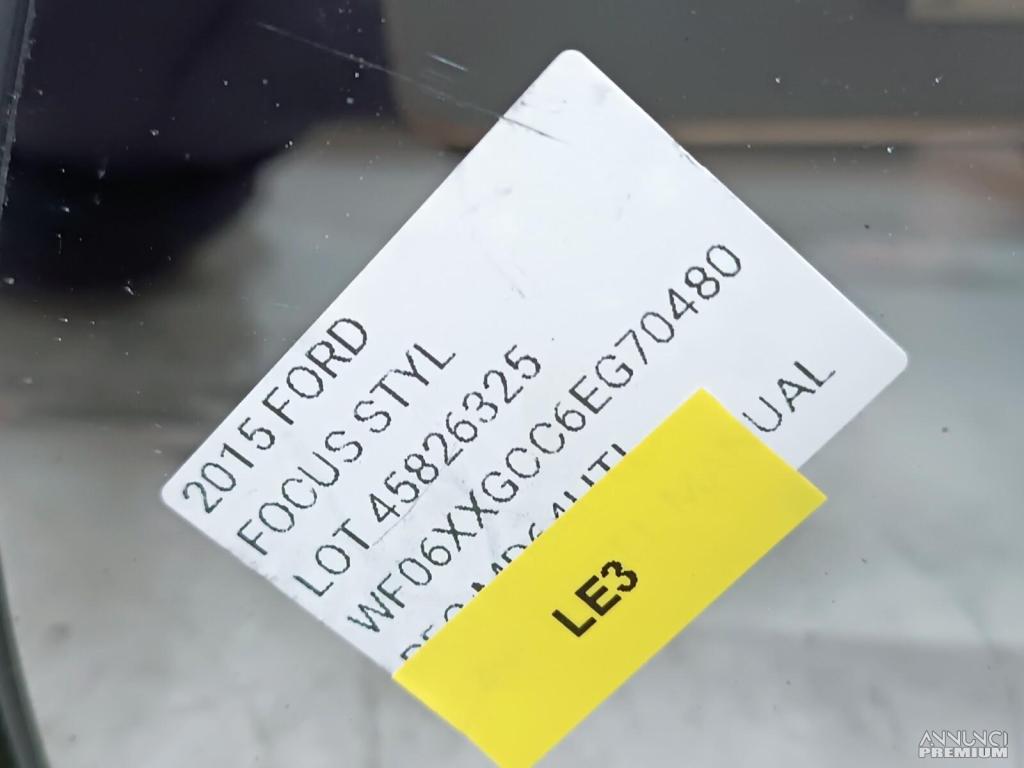 2015 FORD
FOCUS STYL
LOT 45826325
WF06XXGCC6EG70480
UAL
LE3
ANNUNCI
PREMIUM